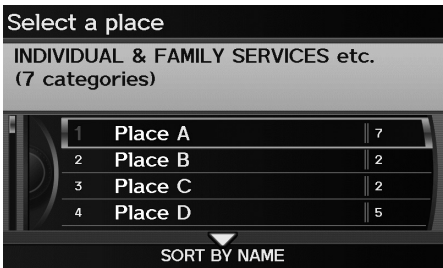 Select a place
INDIVIDUAL & FAMILY SERVICES etc.
(7 categories)
1 Place A 7
2 Place B 2
3 Place C 2
4 Place D 5
SORT BY NAME